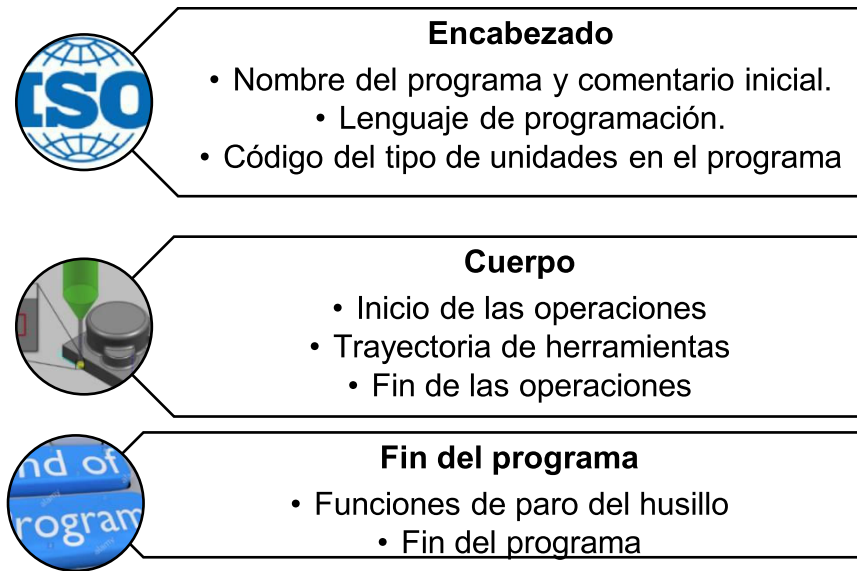 ISO
Encabezado
• Nombre del programa y comentario inicial.
• Lenguaje de programación.
• Código del tipo de unidades en el programa
Cuerpo
• Inicio de las operaciones
• Trayectoria de herramientas
• Fin de las operaciones
nd of
rogram
Fin del programa
• Funciones de paro del husillo
• Fin del programa